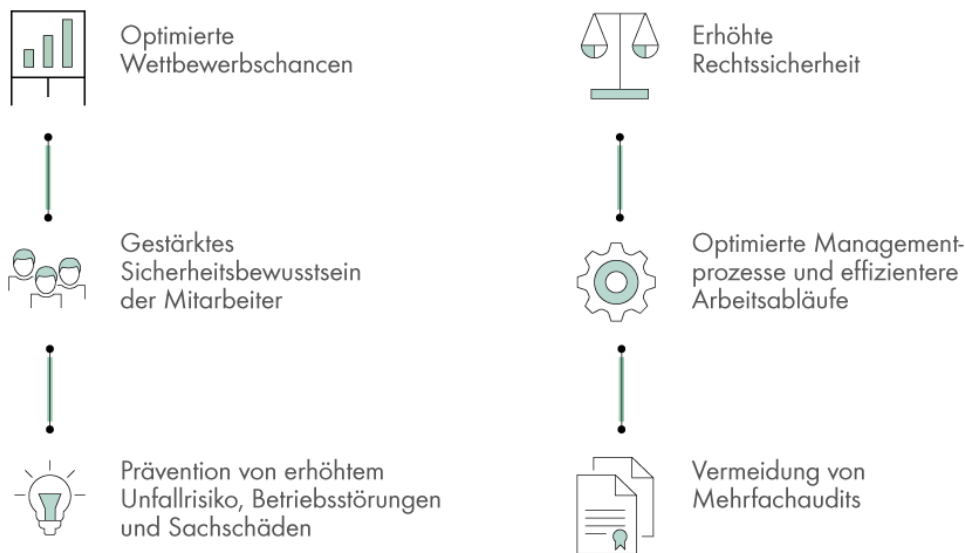 Optimierte
Wettbewerbschancen
Gestärktes
Sicherheitsbewusstsein
der Mitarbeiter
Prävention von erhöhtem
Unfallrisiko, Betriebsstörungen
und Sachschäden
Erhöhte
Rechtssicherheit
Optimierte Management-
prozesse und effizientere
Arbeitsabläufe
Vermeidung von
Mehrfachaudits